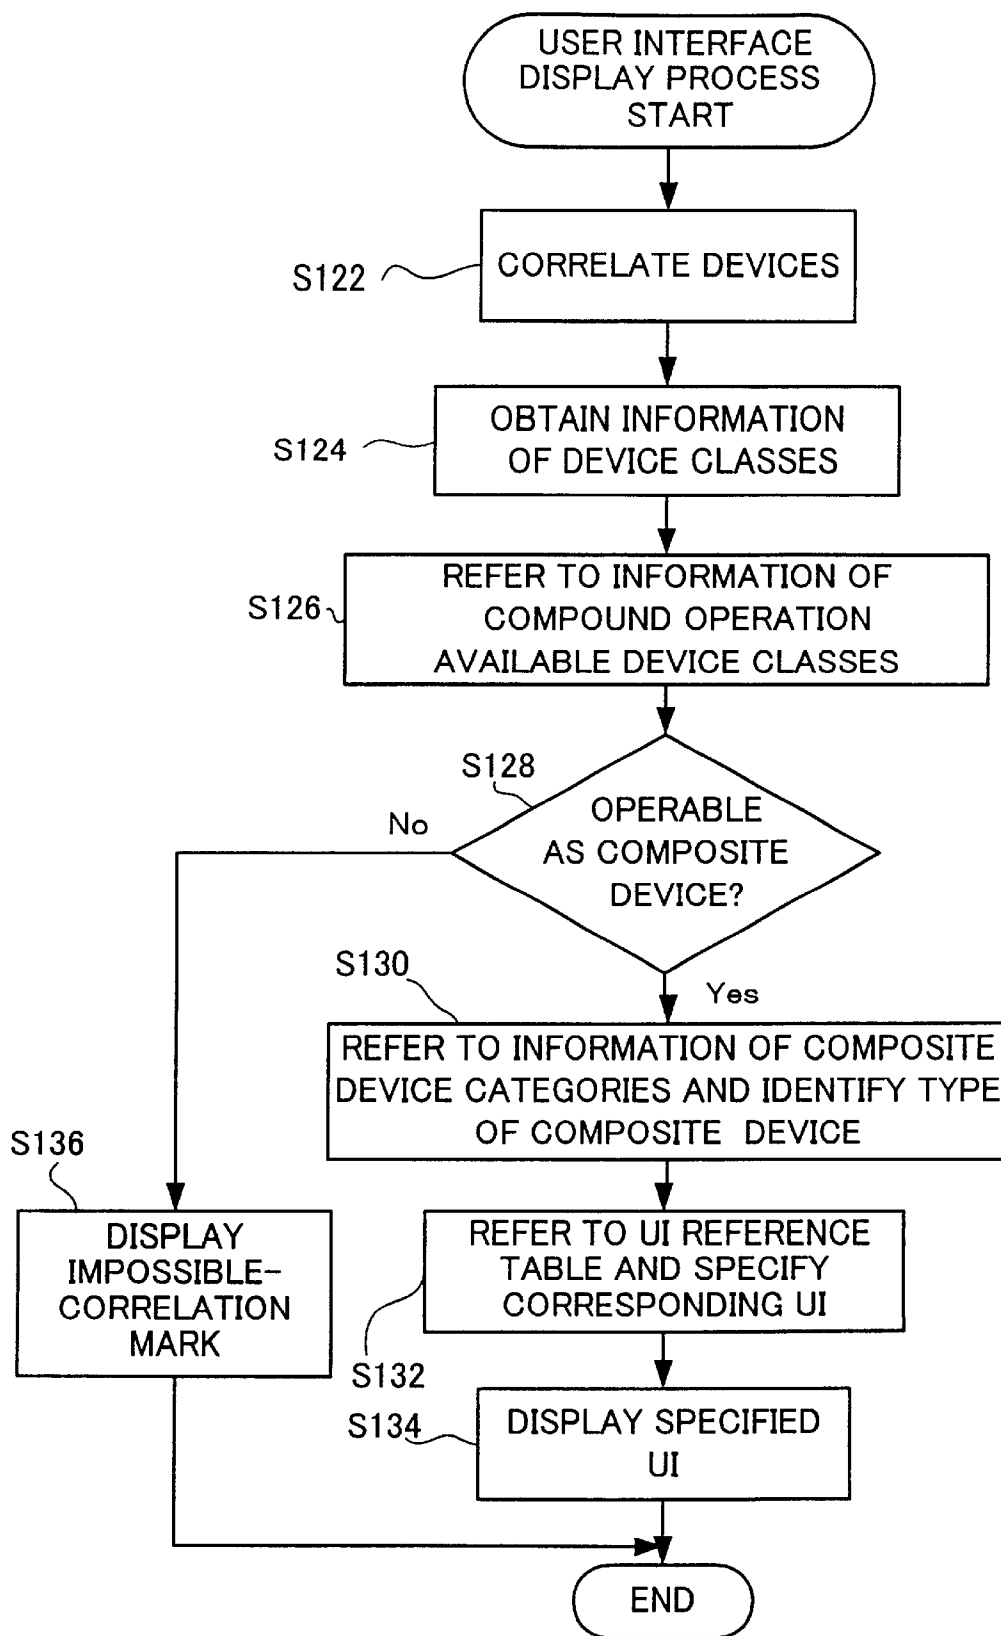 USER INTERFACE
DISPLAY PROCESS
START
S122
CORRELATE DEVICES
S124
OBTAIN INFORMATION
OF DEVICE CLASSES
S126
REFER TO INFORMATION OF
COMPOUND OPERATION
AVAILABLE DEVICE CLASSES
S128
OPERABLE
AS COMPOSITE
DEVICE?
No
Yes
S130
REFER TO INFORMATION OF COMPOSITE
DEVICE CATEGORIES AND IDENTIFY TYPE
OF COMPOSITE DEVICE
S136
DISPLAY
IMPOSSIBLE-
CORRELATION
MARK
REFER TO UI REFERENCE
TABLE AND SPECIFY
CORRESPONDING UI
S132
S134
DISPLAY SPECIFIED
UI
END